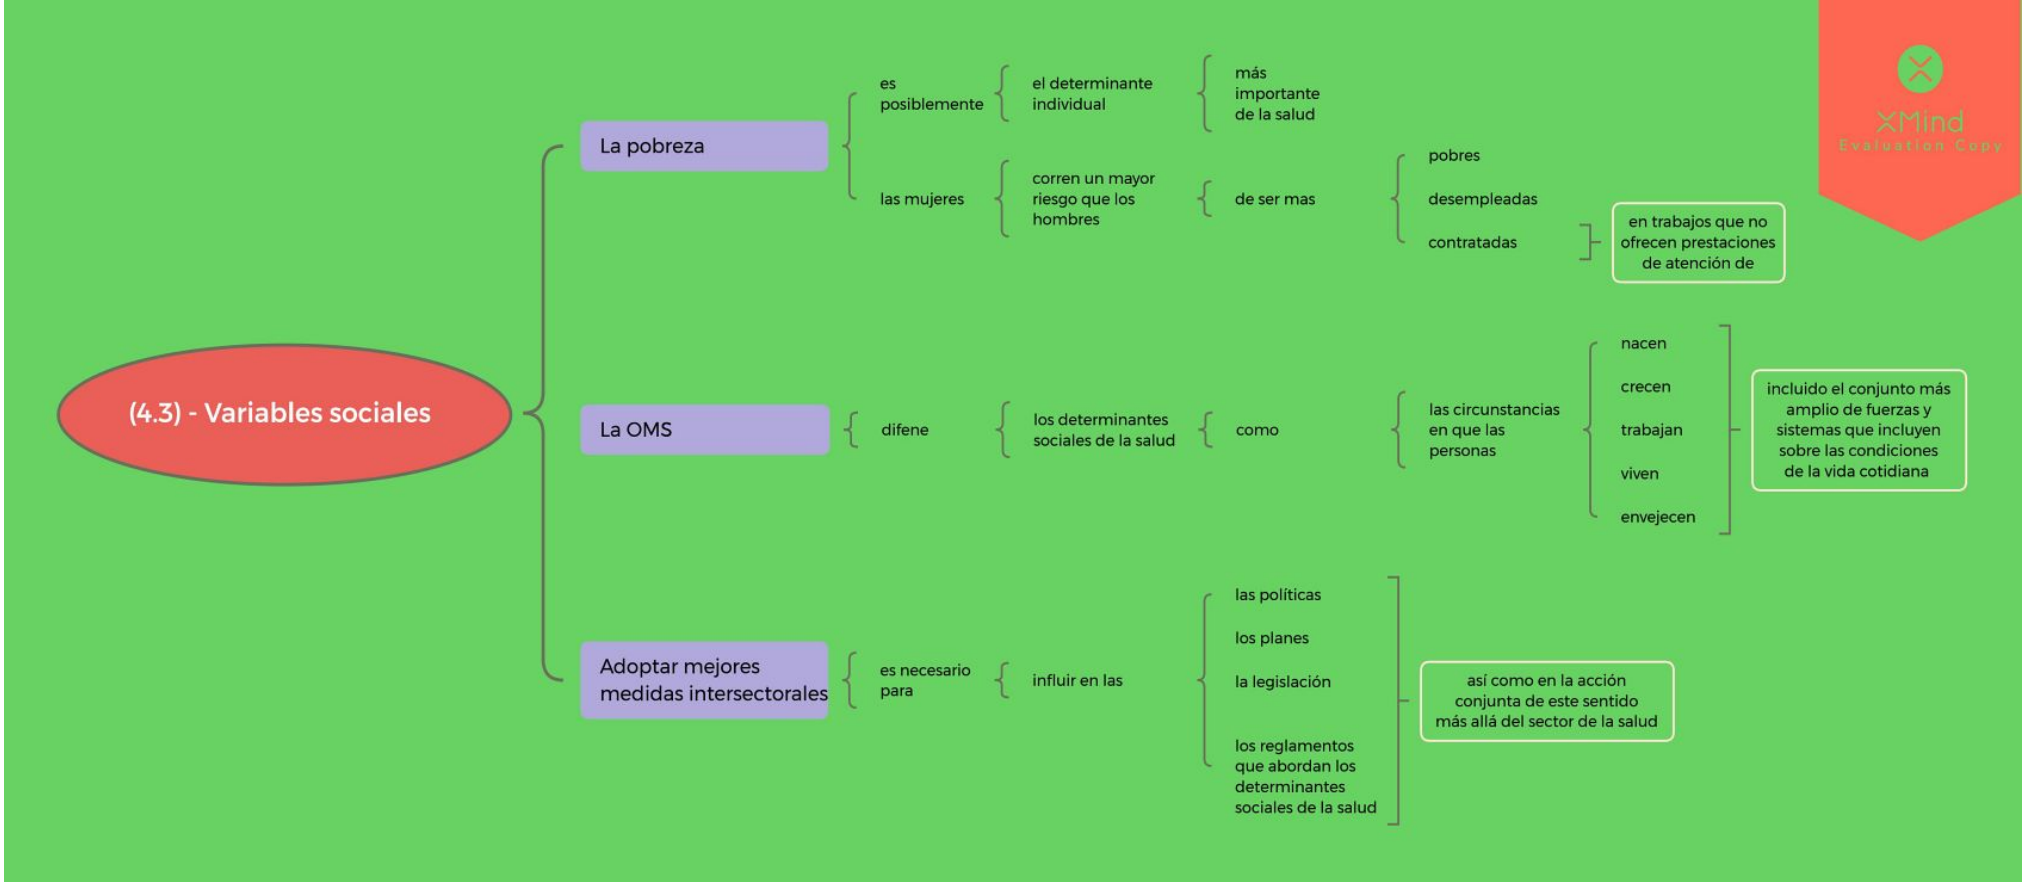 (4.3) - Variables sociales
La pobreza
es
posiblemente
el determinante
individual
más
importante
de la salud
las mujeres
corren un mayor
riesgo que los
hombres
de ser mas
pobres
desempleadas
contratadas
en trabajos que no
ofrecen prestaciones
de atención de
La OMS
difene
los determinantes
sociales de la salud
como
las circunstancias
en que las
personas
nacen
crecen
trabajan
viven
envejecen
incluido el conjunto más
amplio de fuerzas y
sistemas que incluyen
sobre las condiciones
de la vida cotidiana
Adoptar mejores
medidas intersectorales
es necesario
para
influir en las
las políticas
los planes
la legislación
los reglamentos
que abordan los
determinantes
sociales de la salud
así como en la acción
conjunta de este sentido
más allá del sector de la salud
XMind
Evaluation Copy